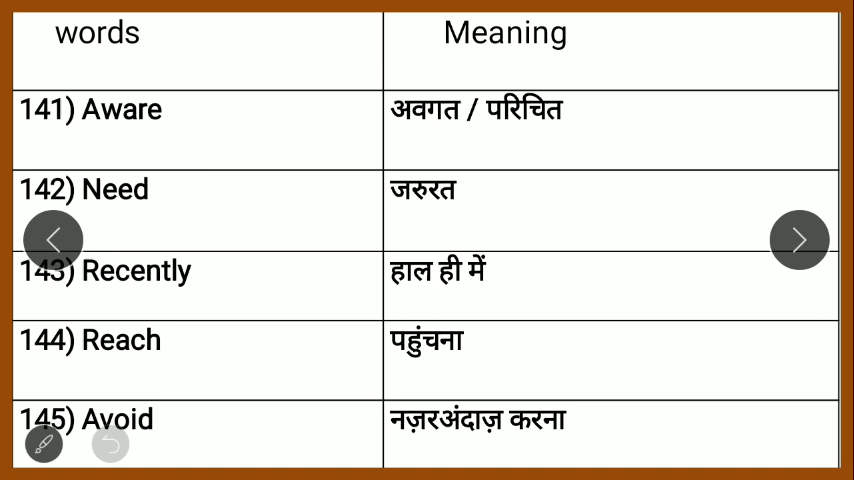 words Meaning
141) Aware अवगत / परिचित
142) Need जरुरत
143) Recently हाल ही में
144) Reach पहुंचना
145) Avoid नज़रअंदाज़ करना